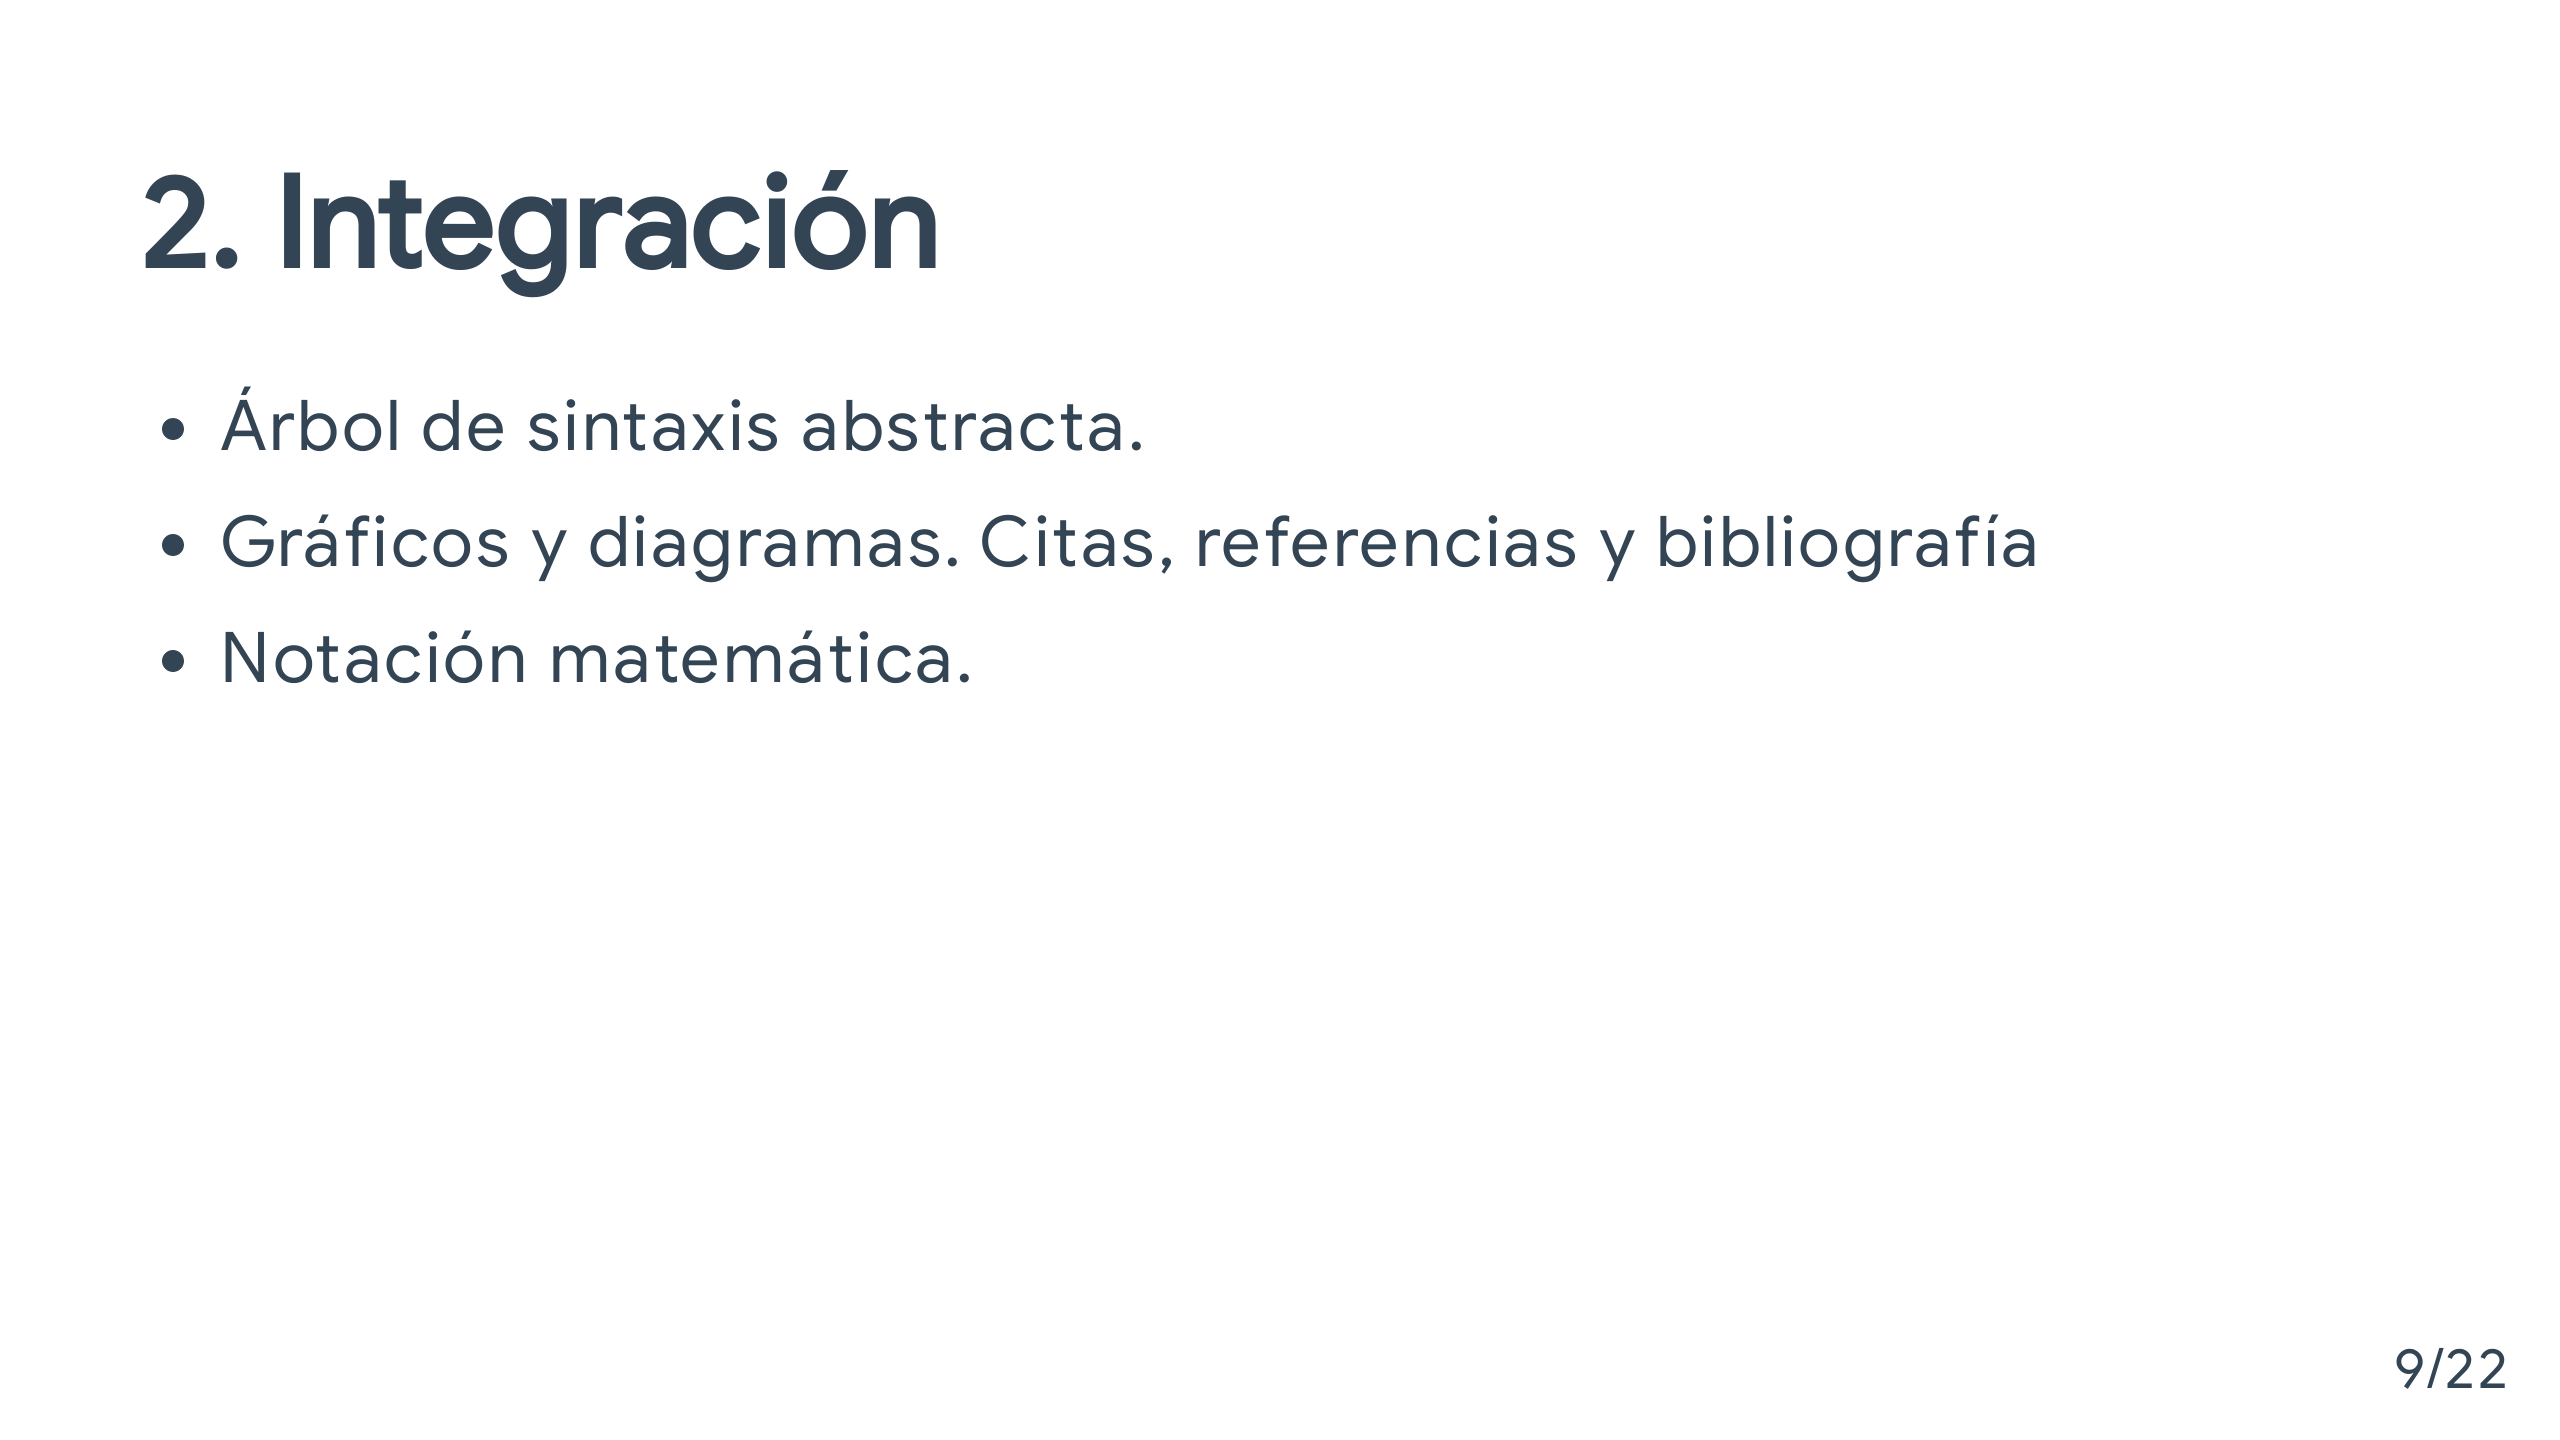 2. Integración
• Árbol de sintaxis abstracta.
• Gráficos y diagramas. Citas, referencias y bibliografía
• Notación matemática.
9/22